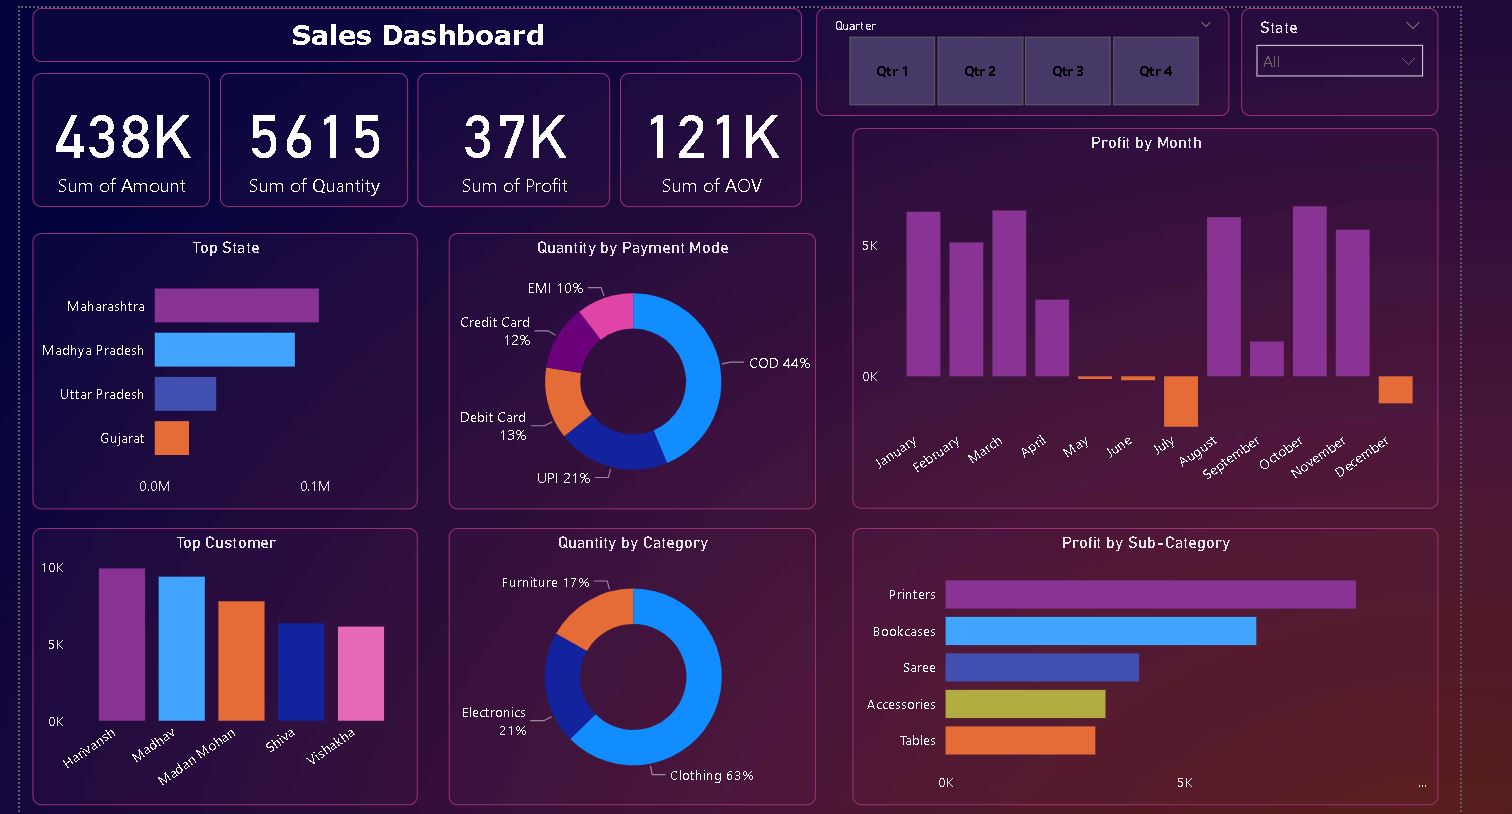 Sales Dashboard
Quarter
Qtr 1
Qtr 2
Qtr 3
Qtr 4
State
All
438K
Sum of Amount
5615
Sum of Quantity
37K
Sum of Profit
121K
Sum of AOV
Profit by Month
5K
0K
January
February
March
April
May
June
July
August
September
October
November
December
Top State
Maharashtra
Madhya Pradesh
Uttar Pradesh
Gujarat
0.0M
0.1M
Quantity by Payment Mode
EMI 10%
Credit Card
12%
COD 44%
Debit Card
13%
UPI 21%
Top Customer
10K
5K
0K
Harivansh
Madhav
Madan Mohan
Shiva
Vishakha
Quantity by Category
Furniture 17%
Electronics
21%
Clothing 63%
Profit by Sub-Category
Printers
Bookcases
Saree
Accessories
Tables
0K
5K
...